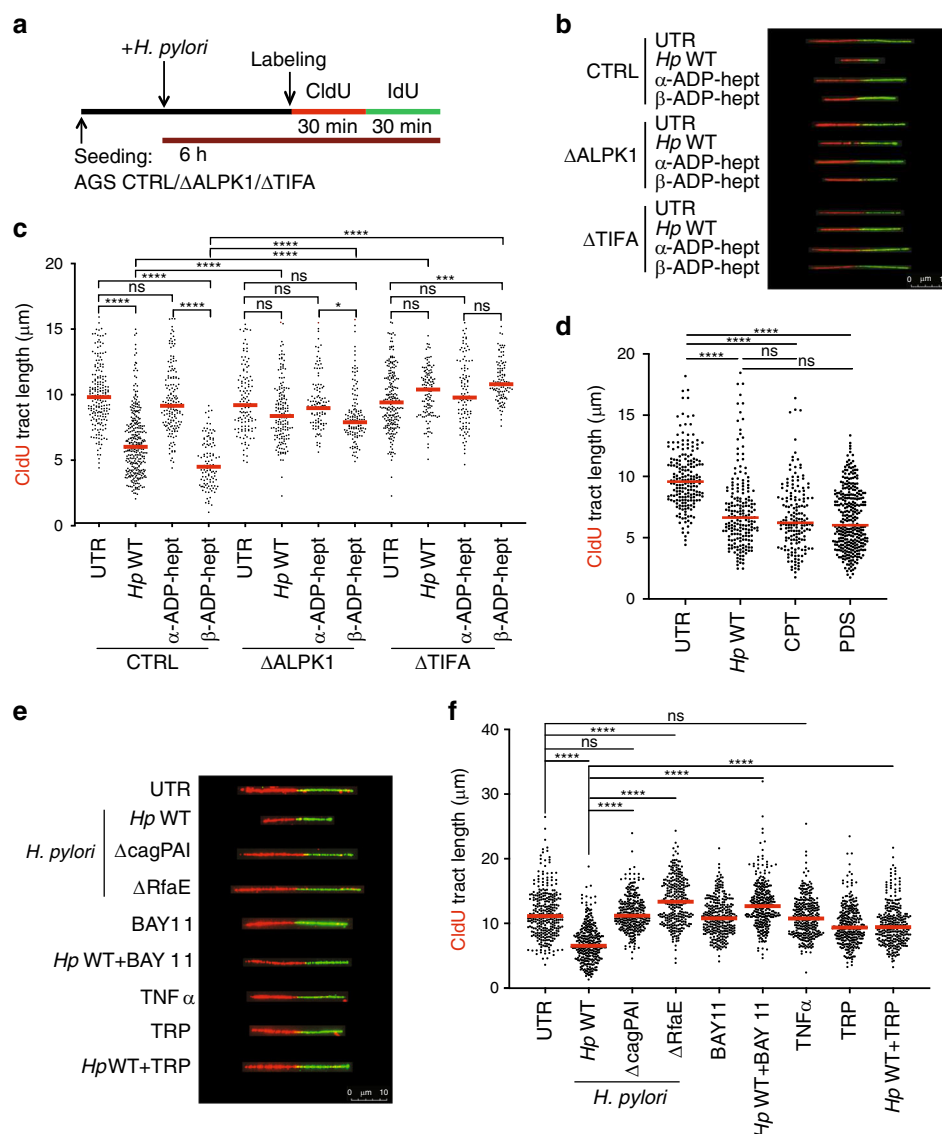 a
+H. pylori
Labeling
CldU
IdU
30 min
30 min
6 h
Seeding:
AGS CTRL/ΔALPK1/ΔTIFA
b
CTRL
UTR
Hp WT
α-ADP-hept
β-ADP-hept
ΔALPK1
UTR
Hp WT
α-ADP-hept
β-ADP-hept
ΔTIFA
UTR
Hp WT
α-ADP-hept
β-ADP-hept
0 μm 10
c
CldU tract length (μm)
20
15
10
5
0
****
****
****
****
****
ns
***
****
ns
ns
ns
ns
****
****
ns
*
ns
ns
UTR
Hp WT
α-ADP-hept
β-ADP-hept
UTR
Hp WT
α-ADP-hept
β-ADP-hept
UTR
Hp WT
α-ADP-hept
β-ADP-hept
CTRL
ΔALPK1
ΔTIFA
d
CldU tract length (μm)
20
15
10
5
0
****
****
****
ns
ns
UTR
Hp WT
CPT
PDS
e
UTR
H. pylori
Hp WT
ΔcagPAI
ΔRfaE
BAY11
Hp WT+BAY 11
TNF α
TRP
HpWT+TRP
0 μm 10
f
CldU tract length (μm)
40
30
20
10
0
ns
****
ns
****
****
****
****
****
UTR
Hp WT
ΔcagPAI
ΔRfaE
BAY11
Hp WT+BAY 11
TNFα
TRP
Hp WT+TRP
H. pylori